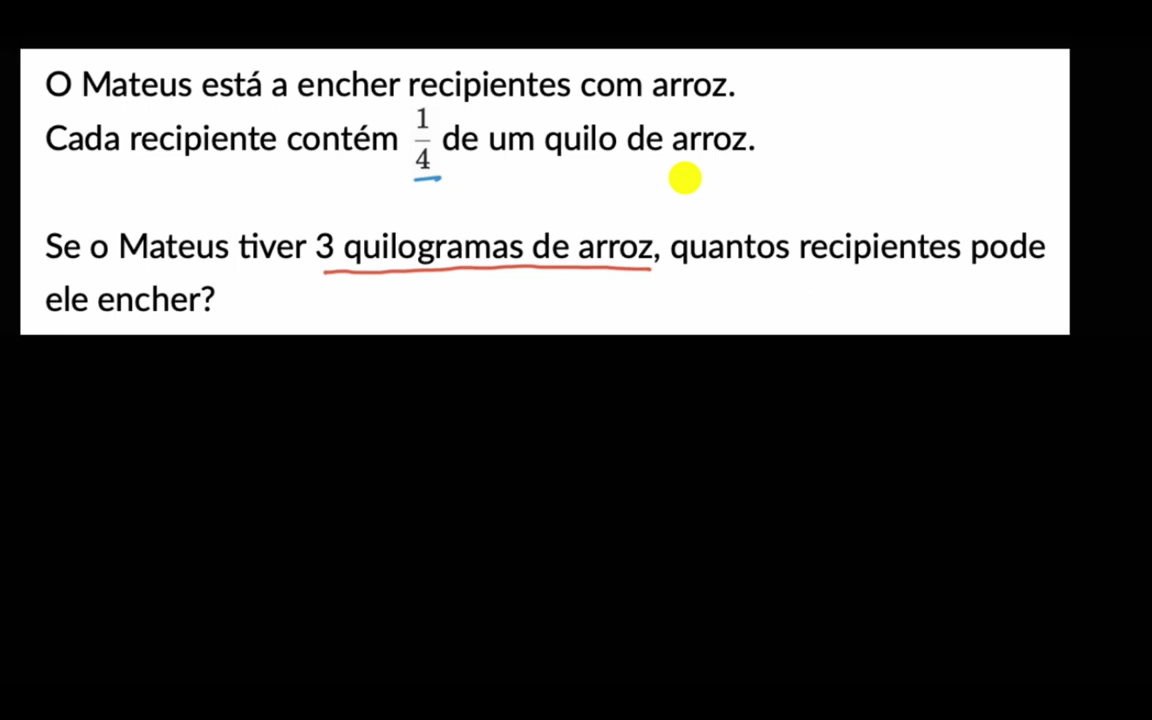 O Mateus está a encher recipientes com arroz.
Cada recipiente contém 1/4 de um quilo de arroz.
Se o Mateus tiver 3 quilogramas de arroz, quantos recipientes pode
ele encher?